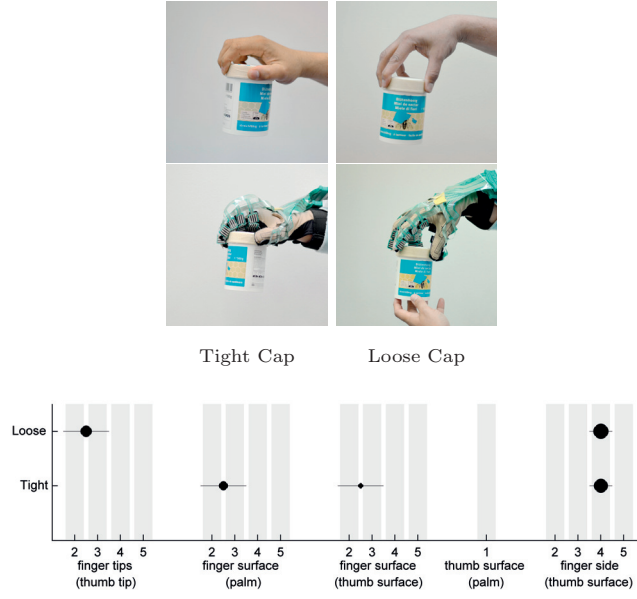 Tight Cap
Loose Cap
Loose
Tight
2 3 4 5
finger tips
(thumb tip)
2 3 4 5
finger surface
(palm)
2 3 4 5
finger surface
(thumb surface)
1
thumb surface
(palm)
2 3 4 5
finger side
(thumb surface)